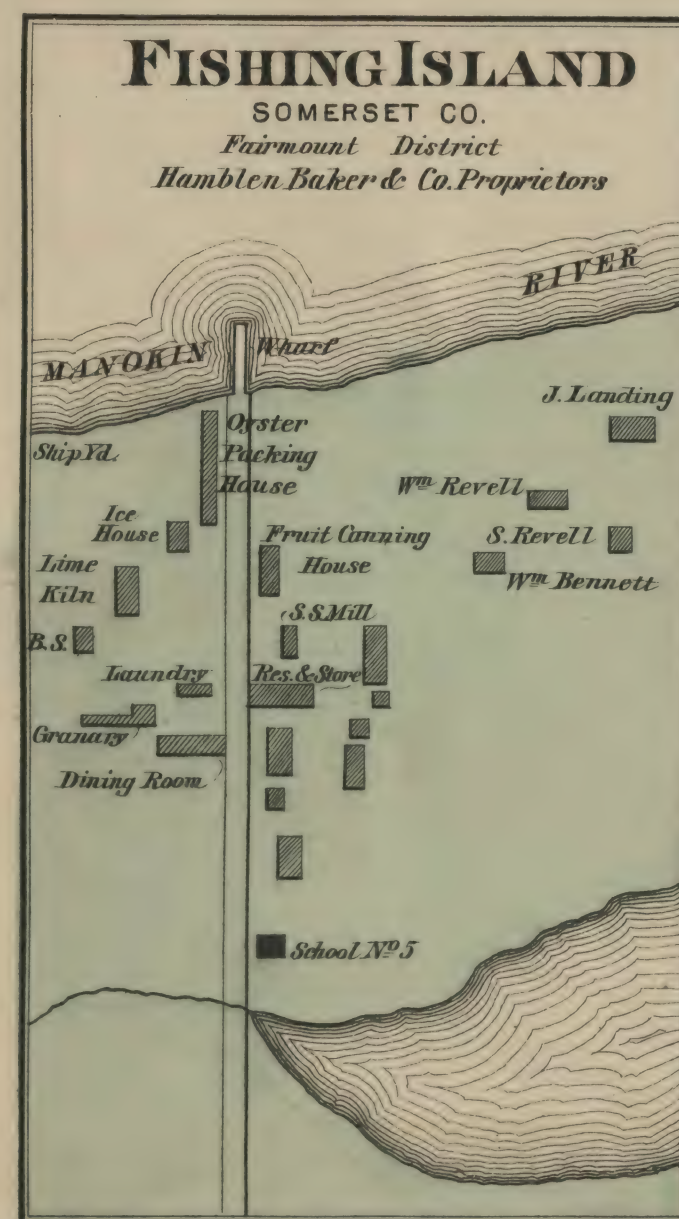 FISHING ISLAND
SOMERSET CO.
Fairmount District
Hamblen Baker & Co. Proprietors
RIVER
MANOKIN
Wharf
J. Landing
Oyster
Packing
House
Ship Yd.
Wm Revell
Ice
House
Fruit Canning
House
S. Revell
Lime
Kiln
Wm Bennett
S.S. Mill
B.S.
Laundry
Res. & Store
Granary
Dining Room
School No 5